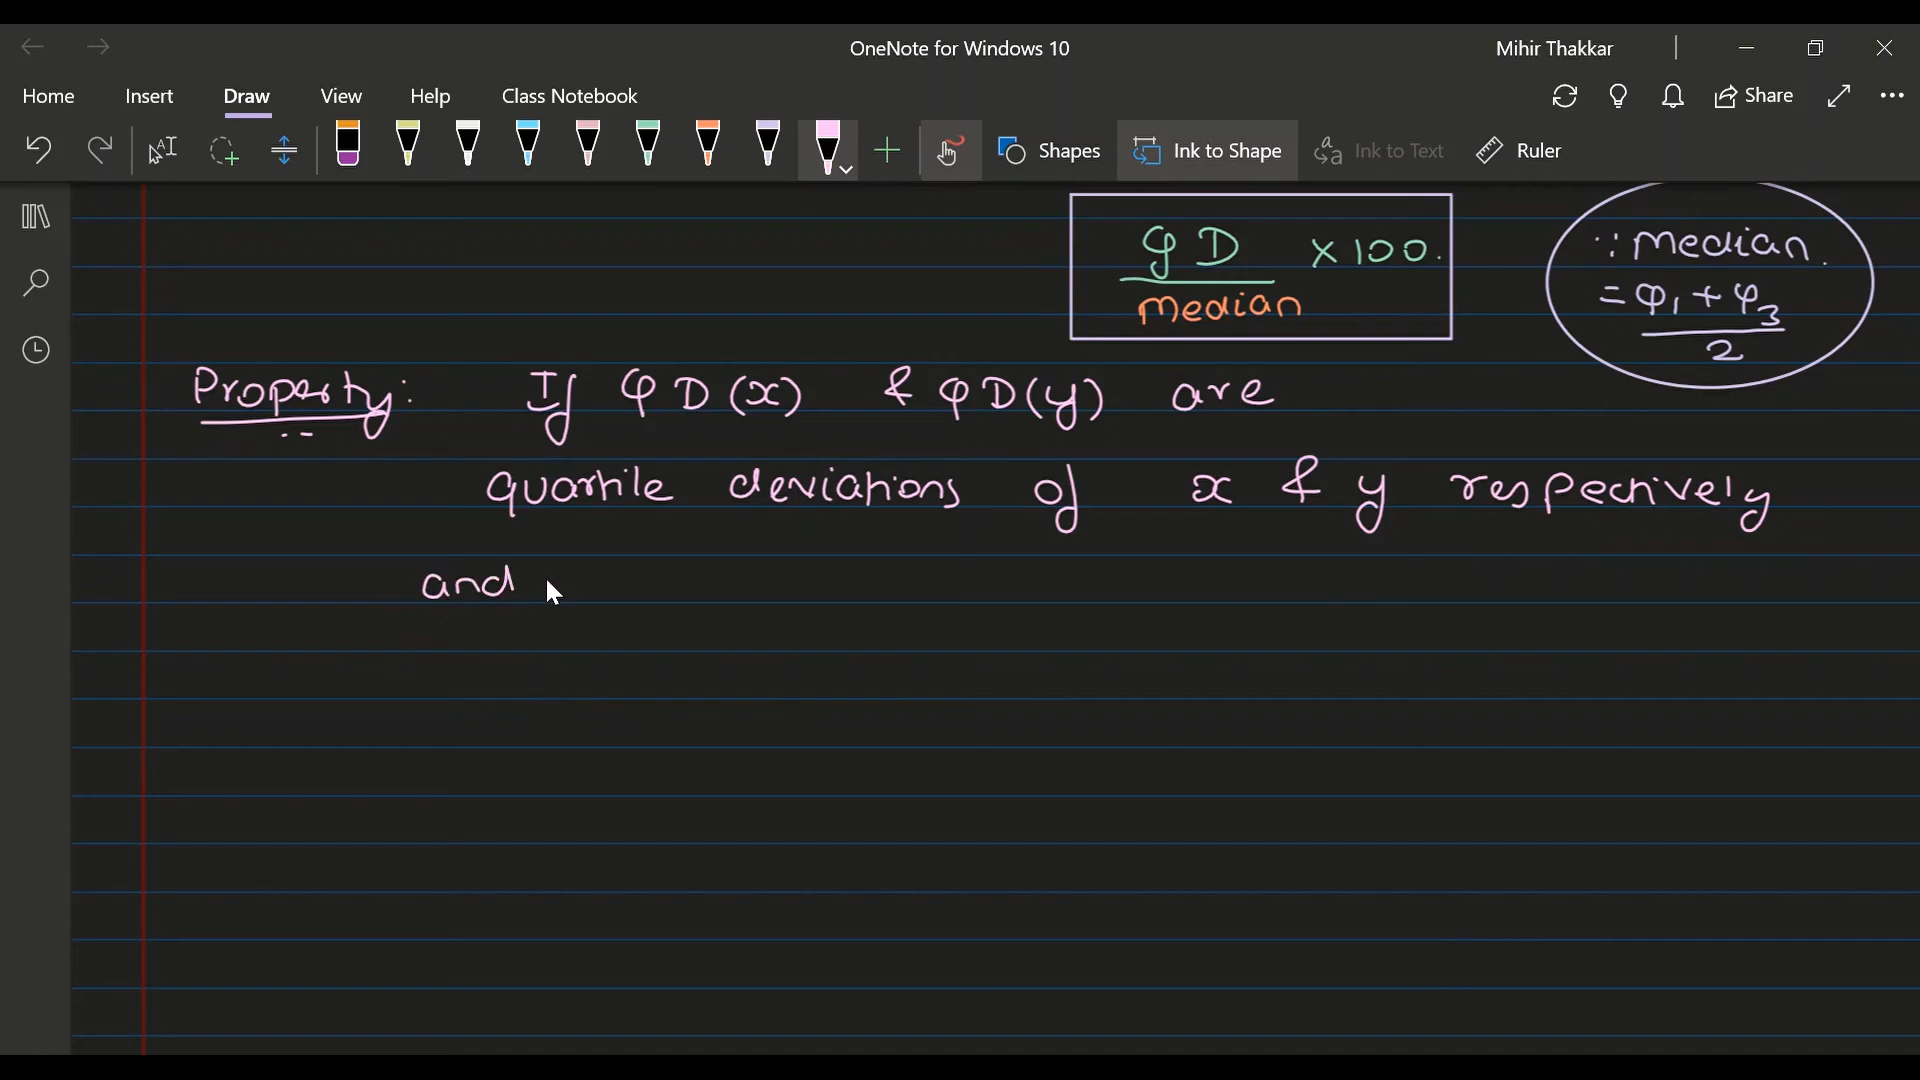 OneNote for Windows 10
Mihir Thakkar
Home Insert Draw View Help Class Notebook
Share
Shapes Ink to Shape Ink to Text Ruler
QD × 100.
median
∵ median.
= Q₁ + Q₃
2
Property: If QD(x) & QD(y) are
quartile deviations of x & y respectively
and